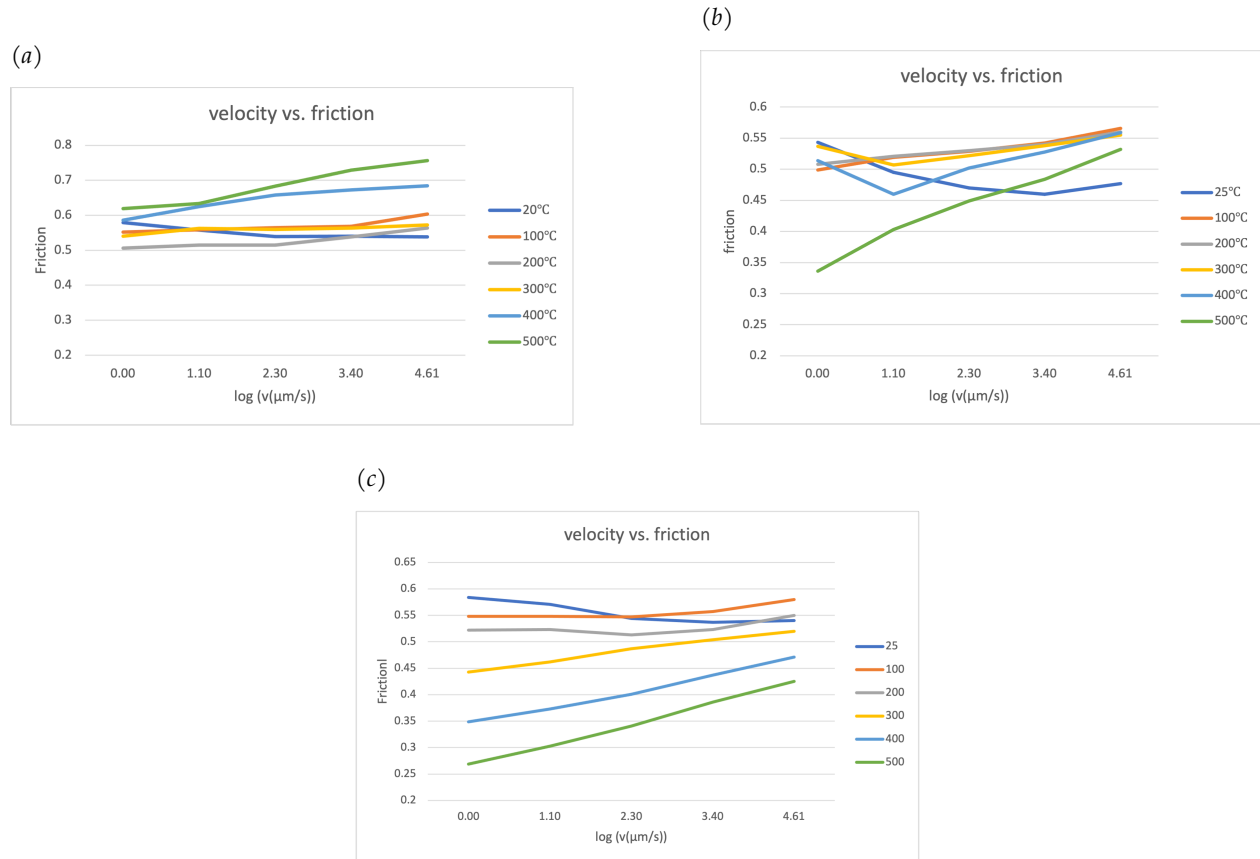 (a)
velocity vs. friction
0.8
0.7
0.6
0.5
0.4
0.3
0.2
Friction
0.00 1.10 2.30 3.40 4.61
log (v(μm/s))
20℃
100℃
200℃
300℃
400℃
500℃
(b)
velocity vs. friction
0.6
0.55
0.5
0.45
0.4
0.35
0.3
0.25
0.2
friction
0.00 1.10 2.30 3.40 4.61
log (v(μm/s))
25℃
100℃
200℃
300℃
400℃
500℃
(c)
velocity vs. friction
0.65
0.6
0.55
0.5
0.45
0.4
0.35
0.3
0.25
0.2
Frictionl
0.00 1.10 2.30 3.40 4.61
log (v(μm/s))
25
100
200
300
400
500